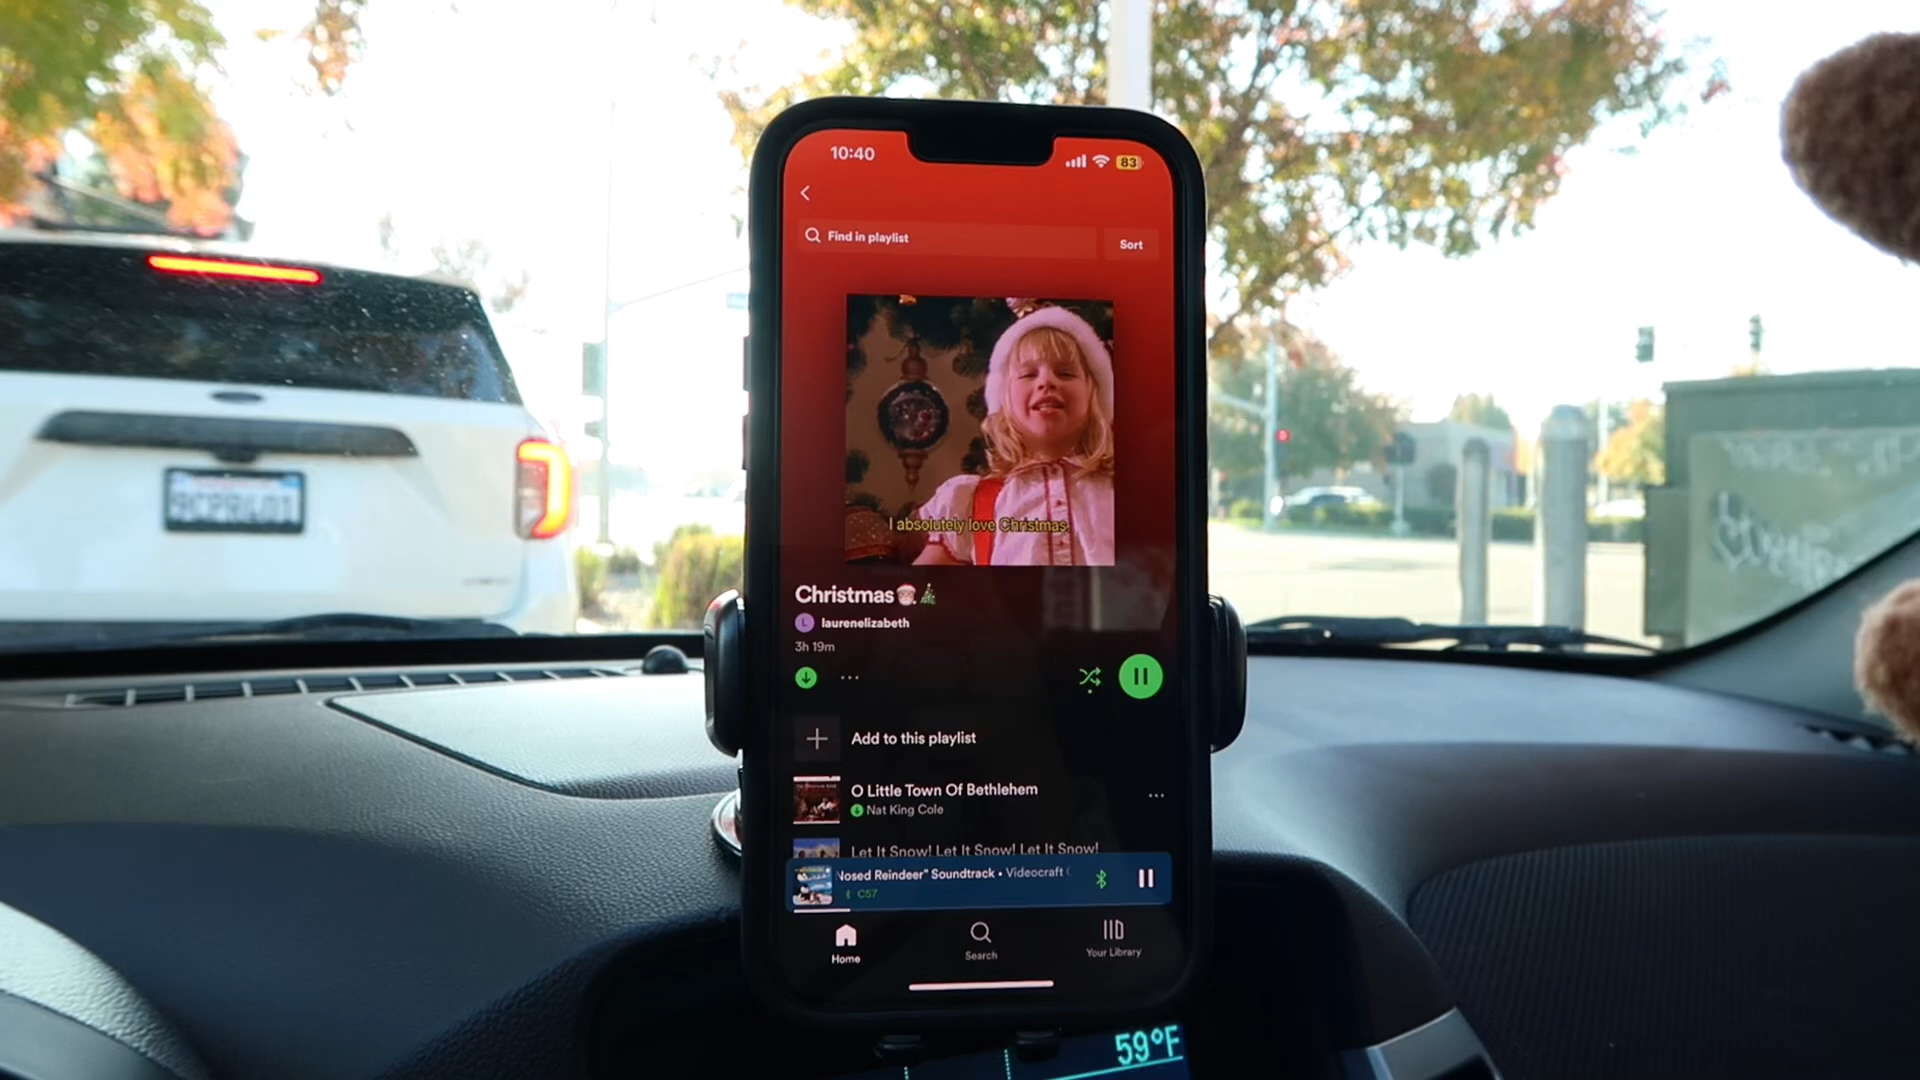 10:40
83
Find in playlist
Sort
I absolutely love Christmas.
Christmas🎅🎄
L
laurenelizabeth
3h 19m
Add to this playlist
O Little Town Of Bethlehem
Nat King Cole
Let It Snow! Let It Snow! Let It Snow!
Nosed Reindeer" Soundtrack • Videocraft
C57
Home
Search
Your Library
59°F